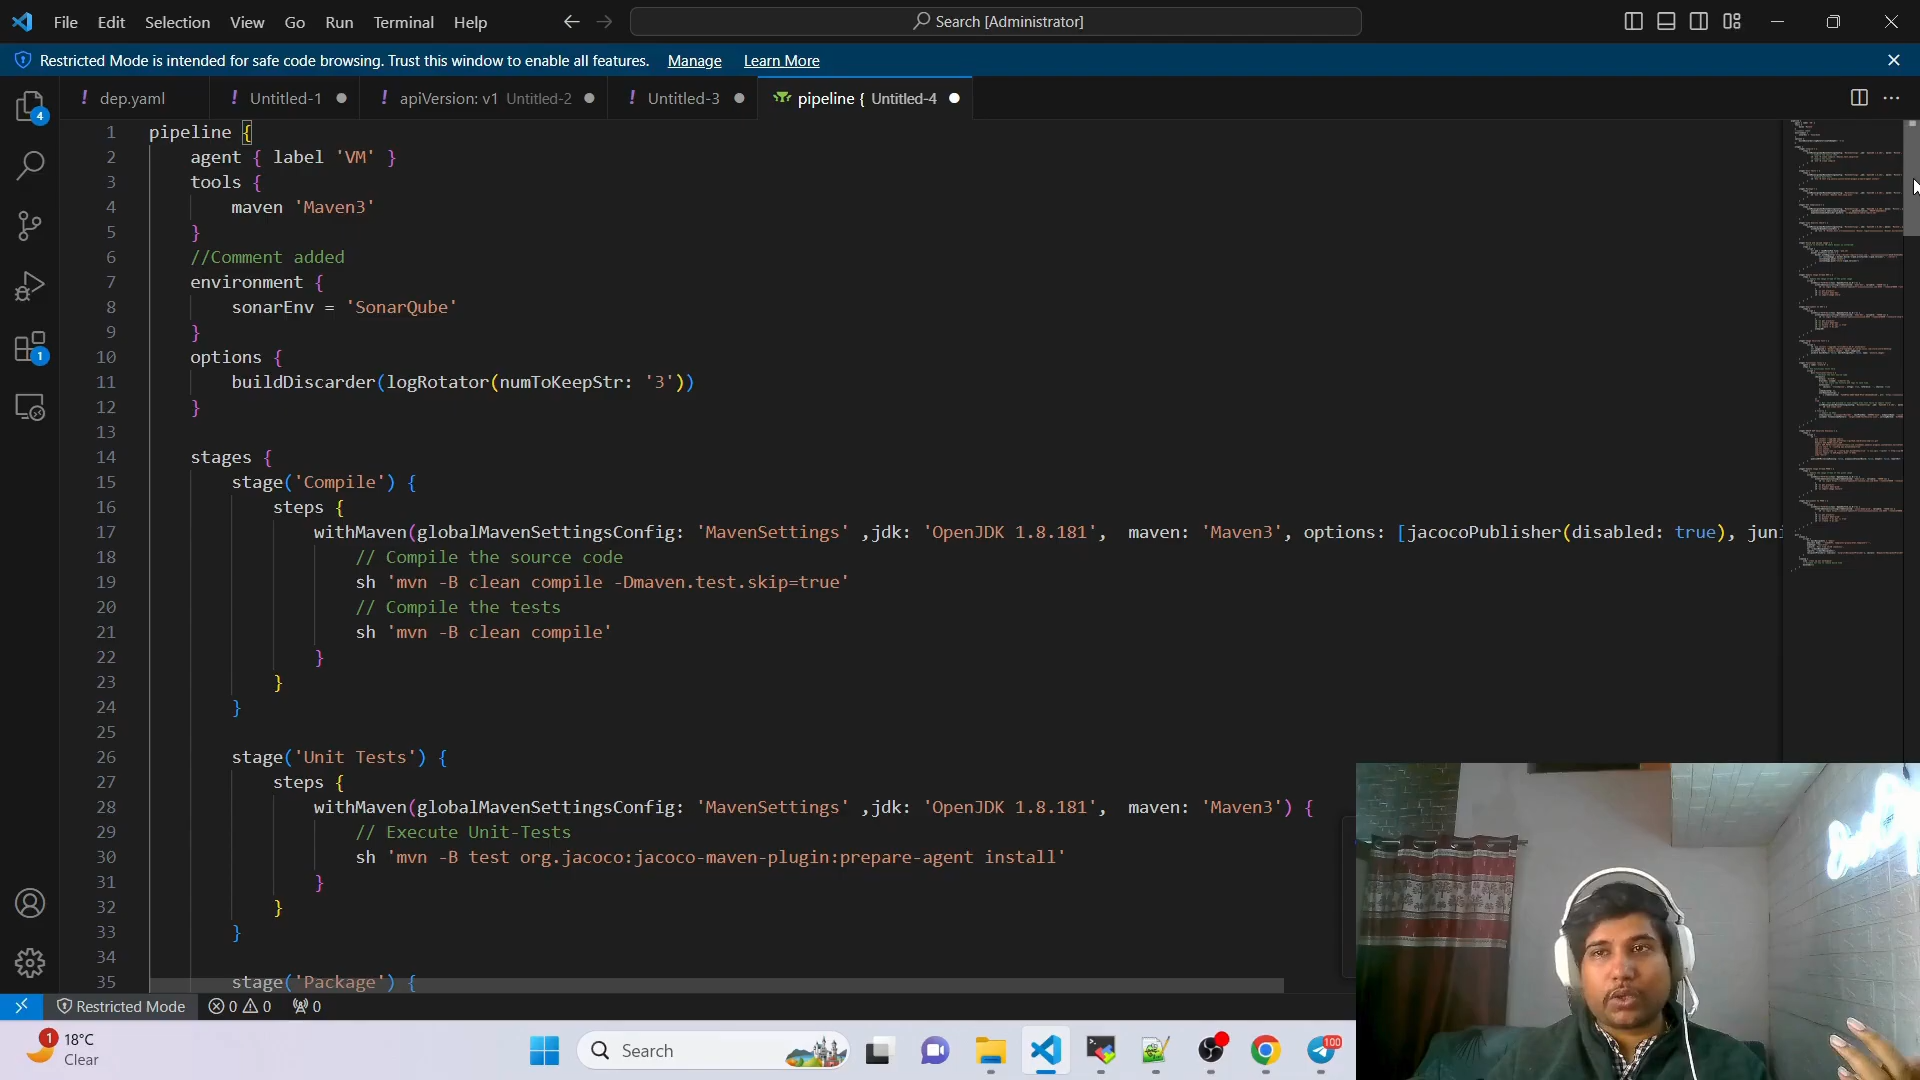 File Edit Selection View Go Run Terminal Help
Search [Administrator]
Restricted Mode is intended for safe code browsing. Trust this window to enable all features. Manage Learn More
! dep.yaml ! Untitled-1 ! apiVersion: v1 Untitled-2 ! Untitled-3 pipeline { Untitled-4
4
1
1 pipeline {
2 agent { label 'VM' }
3 tools {
4 maven 'Maven3'
5 }
6 //Comment added
7 environment {
8 sonarEnv = 'SonarQube'
9 }
10 options {
11 buildDiscarder(logRotator(numToKeepStr: '3'))
12 }
13
14 stages {
15 stage('Compile') {
16 steps {
17 withMaven(globalMavenSettingsConfig: 'MavenSettings' ,jdk: 'OpenJDK 1.8.181', maven: 'Maven3', options: [jacocoPublisher(disabled: true), juni
18 // Compile the source code
19 sh 'mvn -B clean compile -Dmaven.test.skip=true'
20 // Compile the tests
21 sh 'mvn -B clean compile'
22 }
23 }
24 }
25
26 stage('Unit Tests') {
27 steps {
28 withMaven(globalMavenSettingsConfig: 'MavenSettings' ,jdk: 'OpenJDK 1.8.181', maven: 'Maven3') {
29 // Execute Unit-Tests
30 sh 'mvn -B test org.jacoco:jacoco-maven-plugin:prepare-agent install'
31 }
32 }
33 }
34
35 stage('Package') {
Restricted Mode 0 0 0
1 18°C
Clear
Search
100